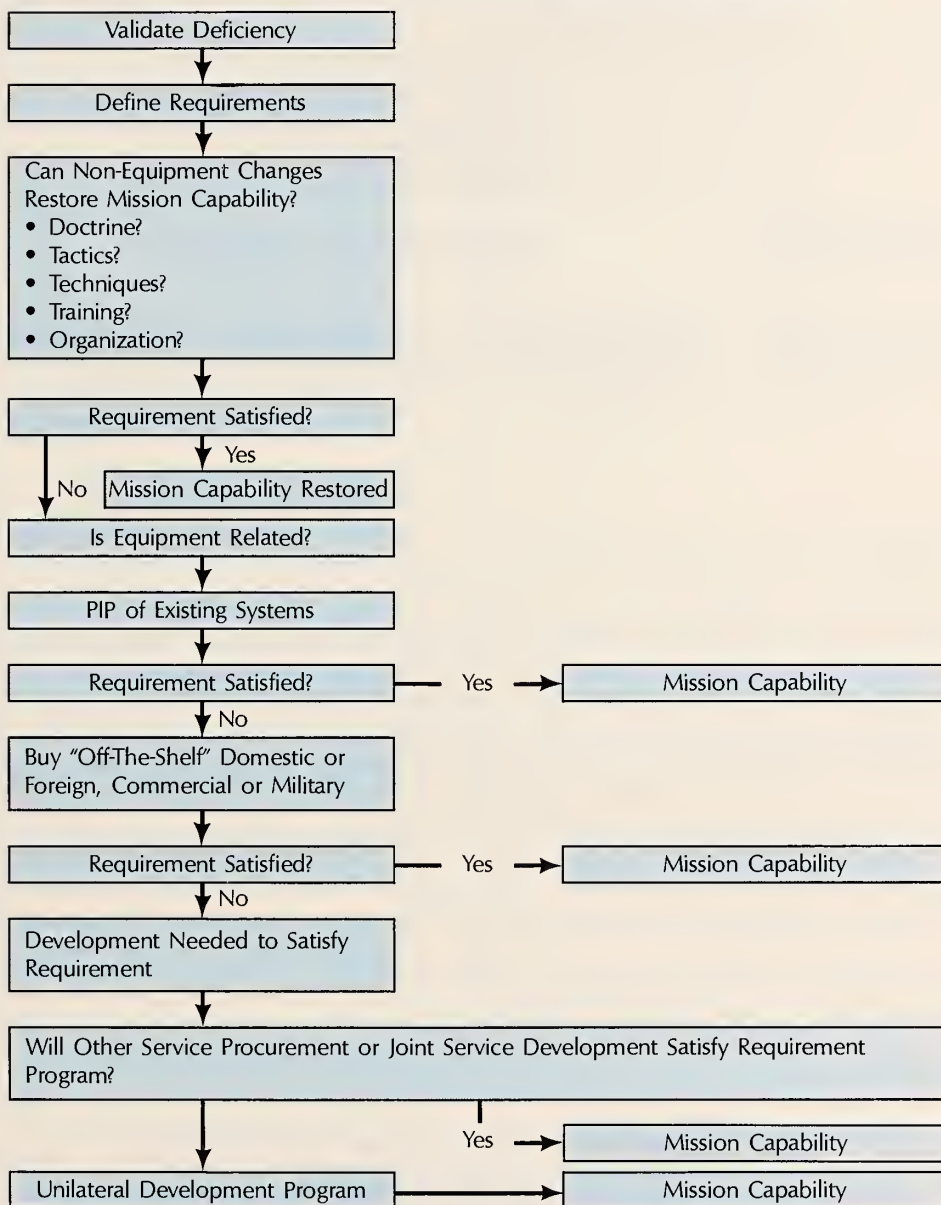 Validate Deficiency
Define Requirements
Can Non-Equipment Changes
Restore Mission Capability?
• Doctrine?
• Tactics?
• Techniques?
• Training?
• Organization?
Requirement Satisfied?
Yes
No
Mission Capability Restored
Is Equipment Related?
PIP of Existing Systems
Requirement Satisfied?
Yes
Mission Capability
No
Buy "Off-The-Shelf" Domestic or
Foreign, Commercial or Military
Requirement Satisfied?
Yes
Mission Capability
No
Development Needed to Satisfy
Requirement
Will Other Service Procurement or Joint Service Development Satisfy Requirement
Program?
Yes
Mission Capability
Unilateral Development Program
Mission Capability